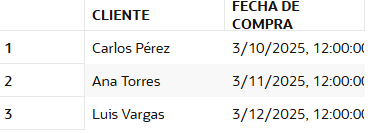 CLIENTE FECHA DE COMPRA
1 Carlos Pérez 3/10/2025, 12:00:00
2 Ana Torres 3/11/2025, 12:00:00
3 Luis Vargas 3/12/2025, 12:00:00